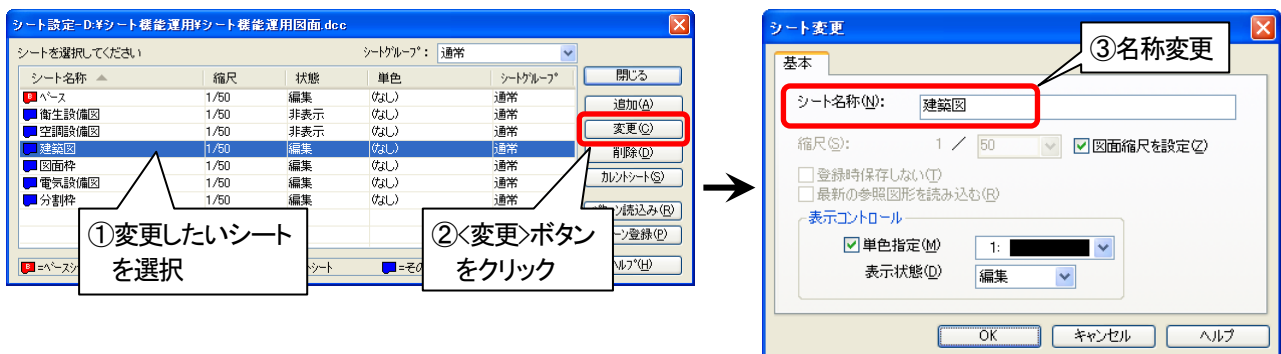 シート設定-D:¥シート機能運用¥シート機能運用図面.dcc
シートを選択してください
ｼｰﾄｸﾞﾙｰﾌﾟ: 通常
シート名称 縮尺 状態 単色 ｼｰﾄｸﾞﾙｰﾌﾟ
ﾍﾞｰｽ 1/50 編集 (なし) 通常
衛生設備図 1/50 非表示 (なし) 通常
空調設備図 1/50 非表示 (なし) 通常
建築図 1/50 編集 (なし) 通常
図面枠 1/50 編集 (なし) 通常
電気設備図 1/50 編集 (なし) 通常
分割枠 1/50 編集 (なし) 通常
閉じる
追加(A)
変更(C)
削除(D)
ｶﾚﾝﾄｼｰﾄ(S)
ﾝ読込み(R)
ｰﾝ登録(P)
ﾍﾙﾌﾟ(H)
=ﾍﾞｰｽｼ
ｼｰﾄ
=その
①変更したいシート
を選択
②<変更>ボタン
をクリック
シート変更
基本
シート名称(N): 建築図
③名称変更
縮尺(S): 1 / 50 図面縮尺を設定(Z)
登録時保存しない(T)
最新の参照図形を読み込む(R)
表示コントロール
単色指定(M) 1:
表示状態(D) 編集
OK キャンセル ヘルプ